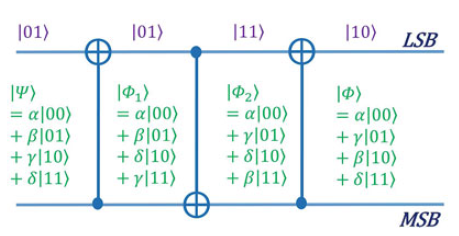 |01⟩ |01⟩ |11⟩ |10⟩ LSB
|Ψ⟩
= α|00⟩
+ β|01⟩
+ γ|10⟩
+ δ|11⟩
|Φ₁⟩
= α|00⟩
+ β|01⟩
+ δ|10⟩
+ γ|11⟩
|Φ₂⟩
= α|00⟩
+ γ|01⟩
+ δ|10⟩
+ β|11⟩
|Φ⟩
= α|00⟩
+ γ|01⟩
+ β|10⟩
+ δ|11⟩
MSB